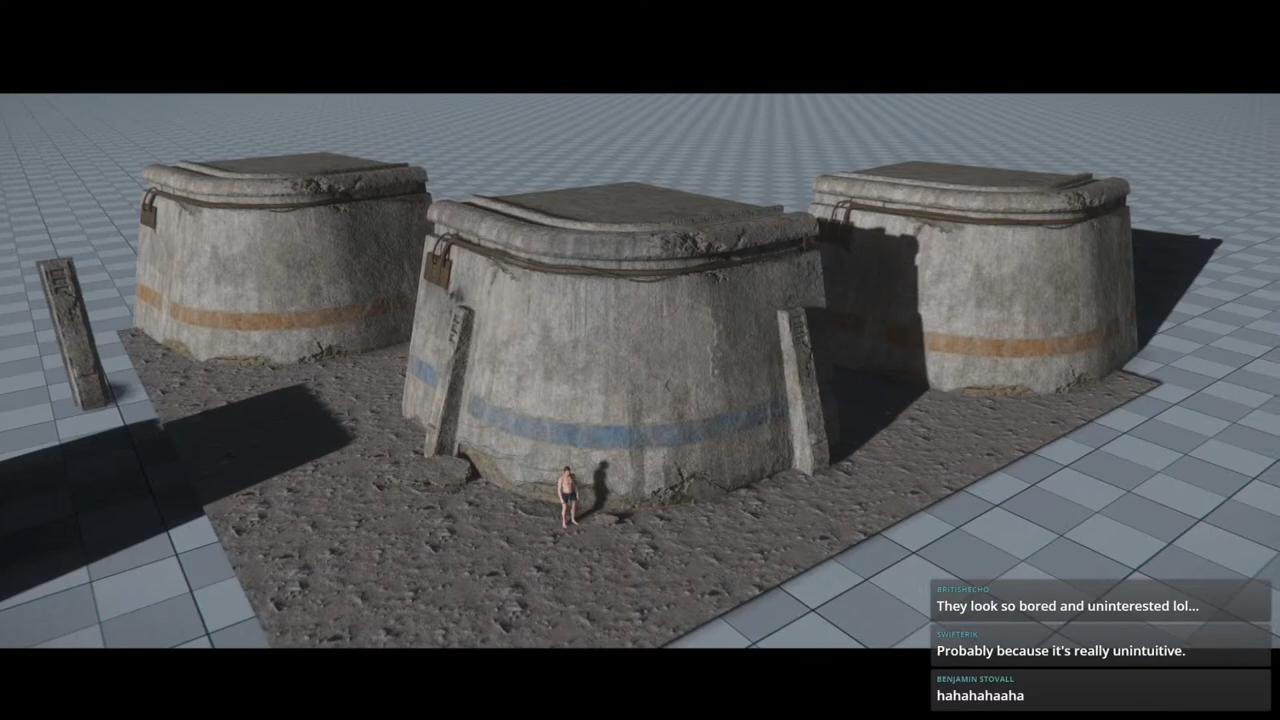 BRITISHECHO
They look so bored and uninterested lol...
SWIFTERIK
Probably because it's really unintuitive.
BENJAMIN STOVALL
hahahahaaha